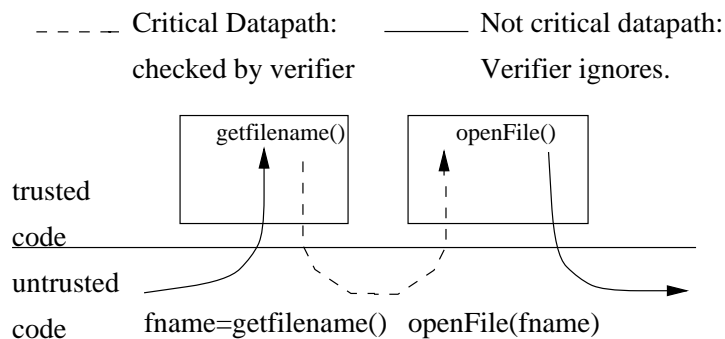 Critical Datapath:
checked by verifier
Not critical datapath:
Verifier ignores.
getfilename()
openFile()
trusted
code
untrusted
code
fname=getfilename()
openFile(fname)